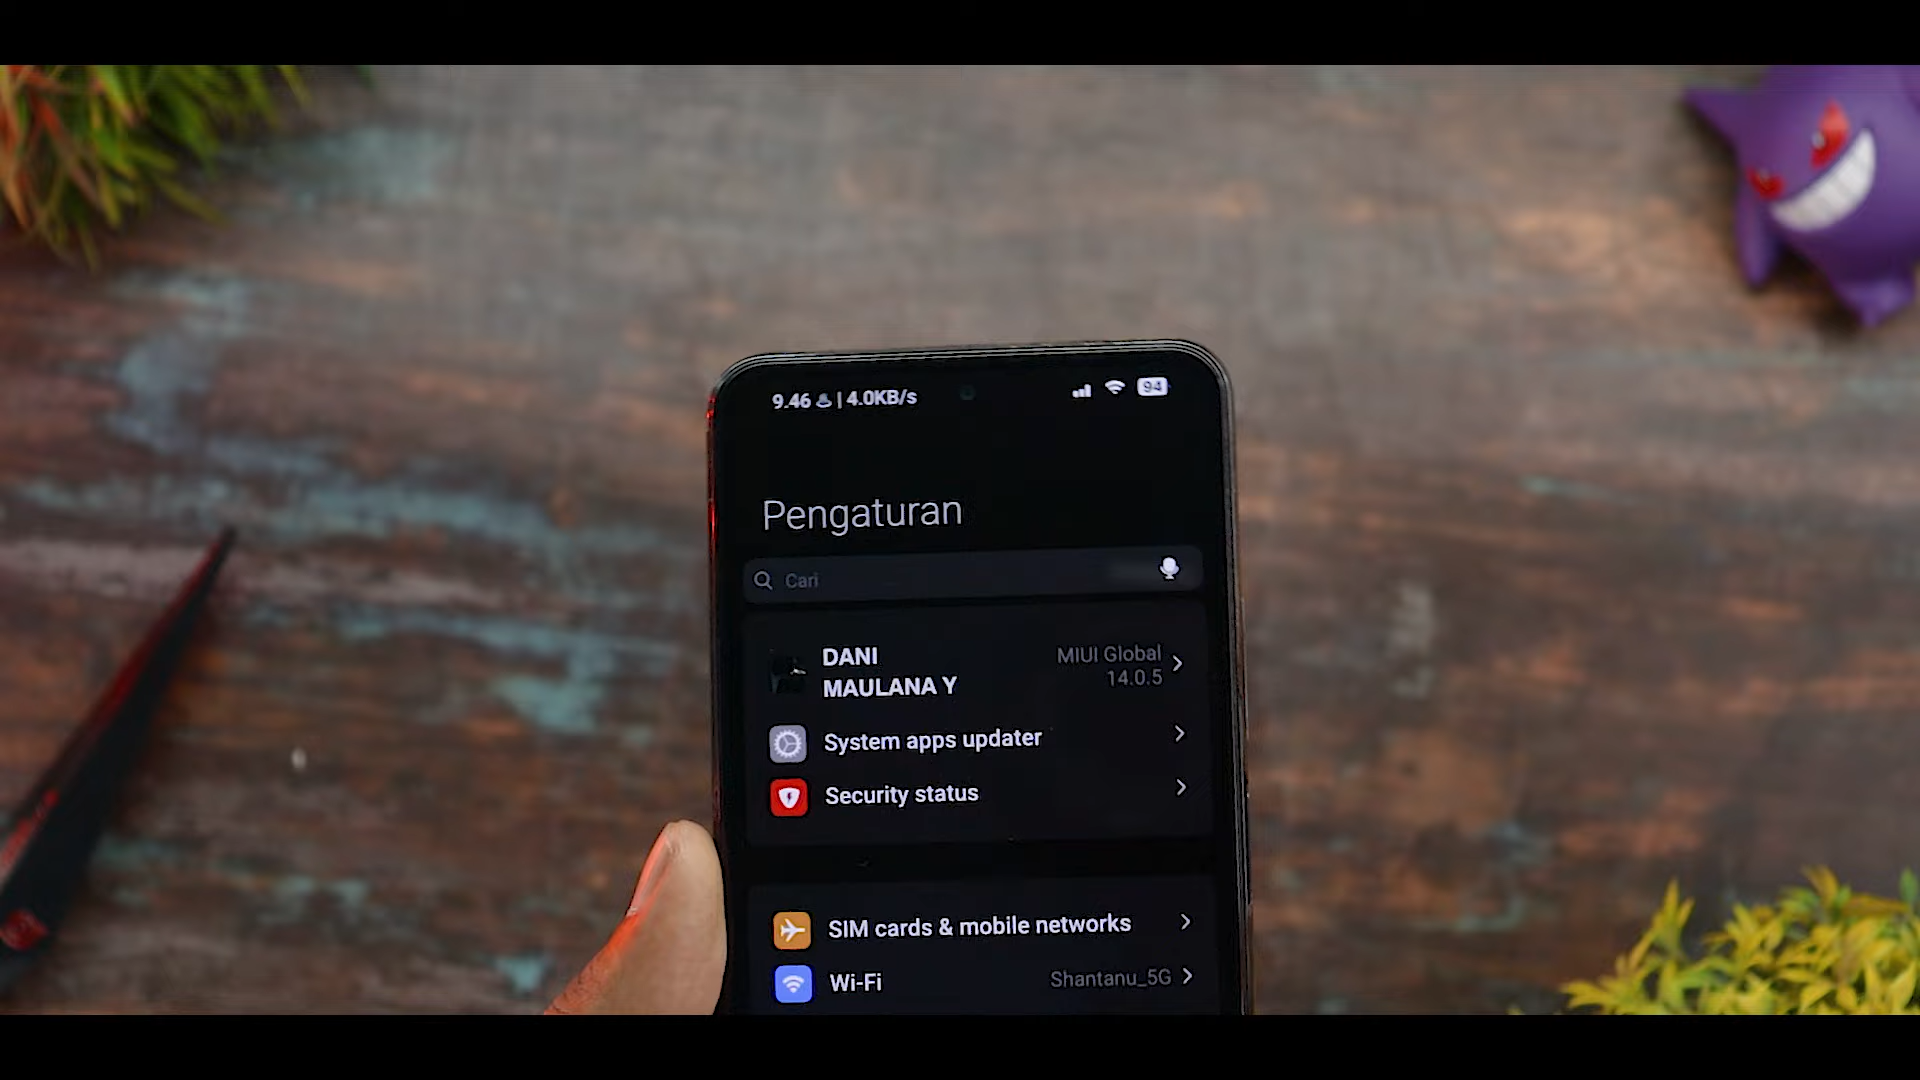 9.46 | 4.0KB/s 94
Pengaturan
Cari
DANI
MAULANA Y
MIUI Global
14.0.5
System apps updater
Security status
SIM cards & mobile networks
Wi-Fi Shantanu_5G